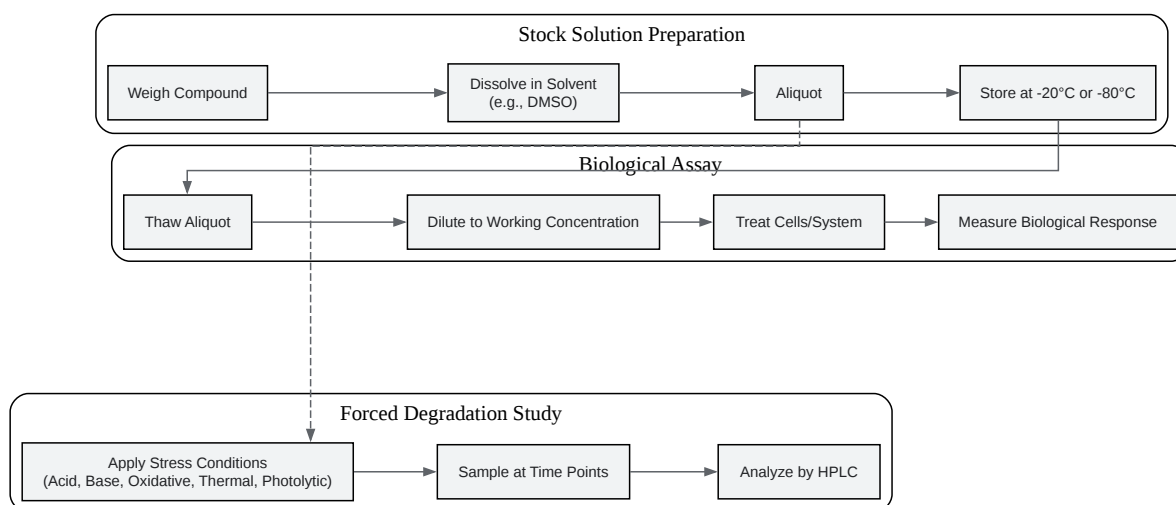 Stock Solution Preparation
Weigh Compound
Dissolve in Solvent
(e.g., DMSO)
Aliquot
Store at -20°C or -80°C
Biological Assay
Thaw Aliquot
Dilute to Working Concentration
Treat Cells/System
Measure Biological Response
Forced Degradation Study
Apply Stress Conditions
(Acid, Base, Oxidative, Thermal, Photolytic)
Sample at Time Points
Analyze by HPLC